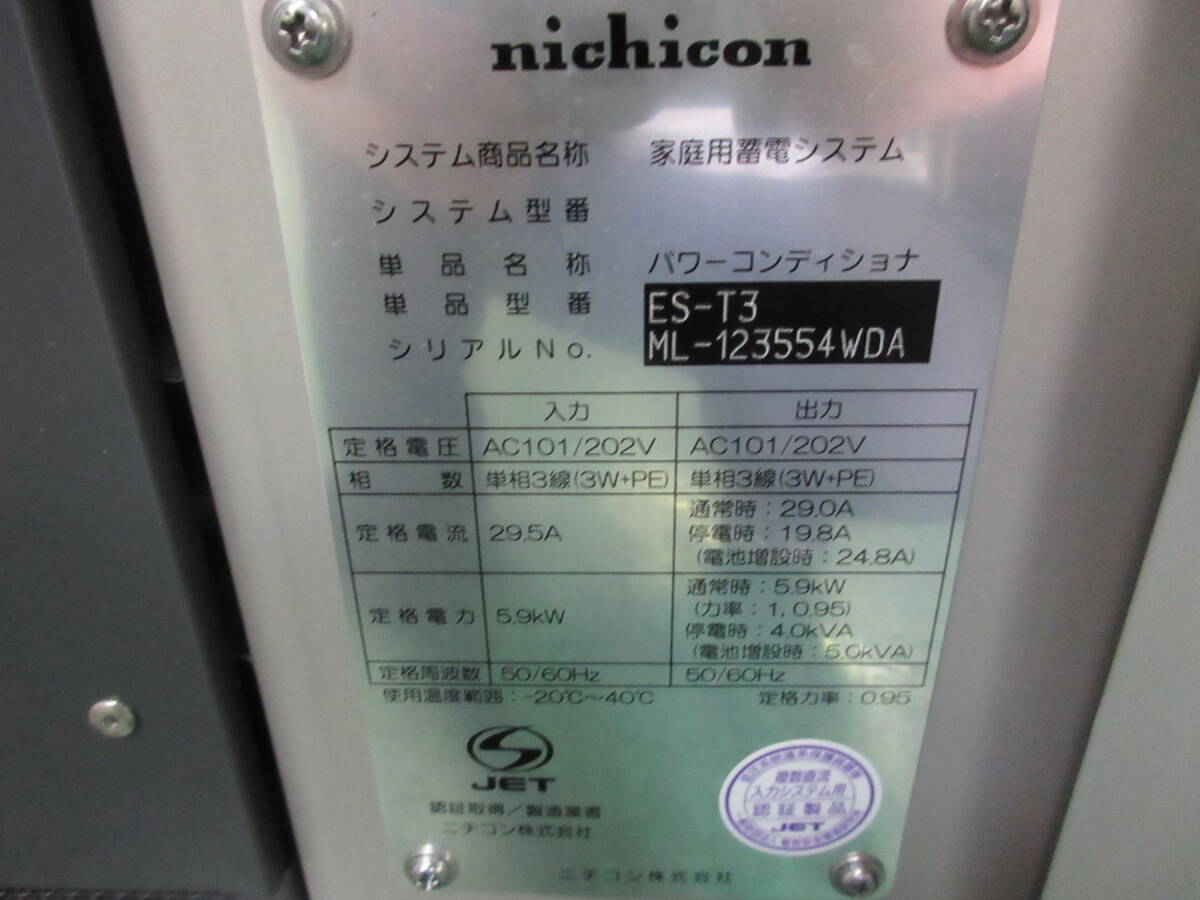 nichicon
システム商品名称 家庭用蓄電システム
システム型番
単品名称 パワーコンディショナ
単品型番 ES-T3
シリアルNo. ML-123554WDA
入力 出力
定格電圧 AC101/202V AC101/202V
相数 単相3線(3W+PE) 単相3線(3W+PE)
定格電流 29.5A 通常時:29.0A
停電時:19.8A
(電池増設時:24.8A)
定格電力 5.9kW 通常時:5.9kW
(力率:1, 0.95)
停電時:4.0kVA
(電池増設時:5.0kVA)
定格周波数 50/60Hz 50/60Hz
使用温度範囲:-20℃~40℃ 定格力率:0.95
JET
認証取得/製造業者
ニチコン株式会社
複数直流
入力システム用
認証製品
JET
ニチコン株式会社